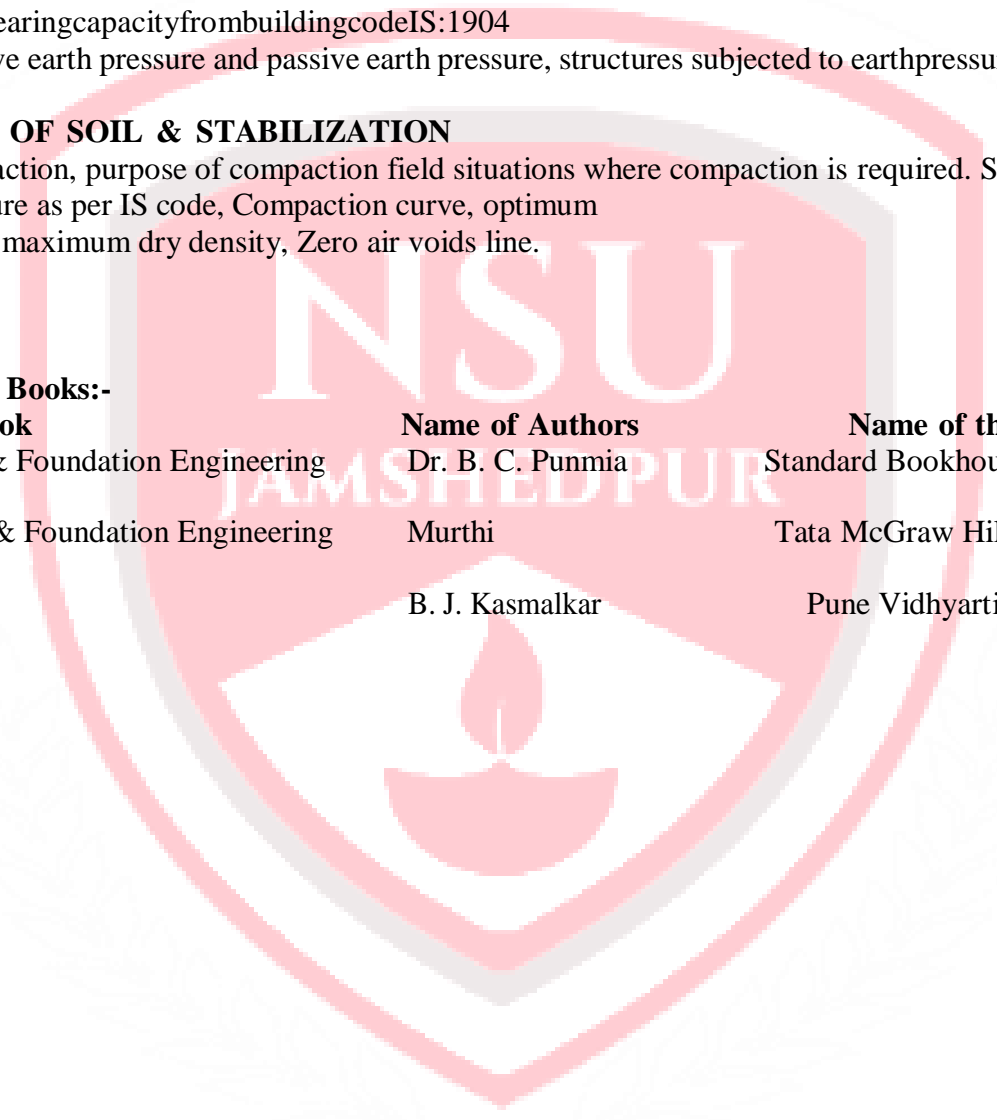 earingcapacityfrombuildingcodeIS:1904
ve earth pressure and passive earth pressure, structures subjected to earthpressu
OF SOIL & STABILIZATION
action, purpose of compaction field situations where compaction is required. S
ure as per IS code, Compaction curve, optimum
maximum dry density, Zero air voids line.
NSU
Books:-
ok Name of Authors Name of th
& Foundation Engineering Dr. B. C. Punmia Standard Bookhou
JAMSHEDPUR
& Foundation Engineering Murthi Tata McGraw Hil
B. J. Kasmalkar Pune Vidhyarti